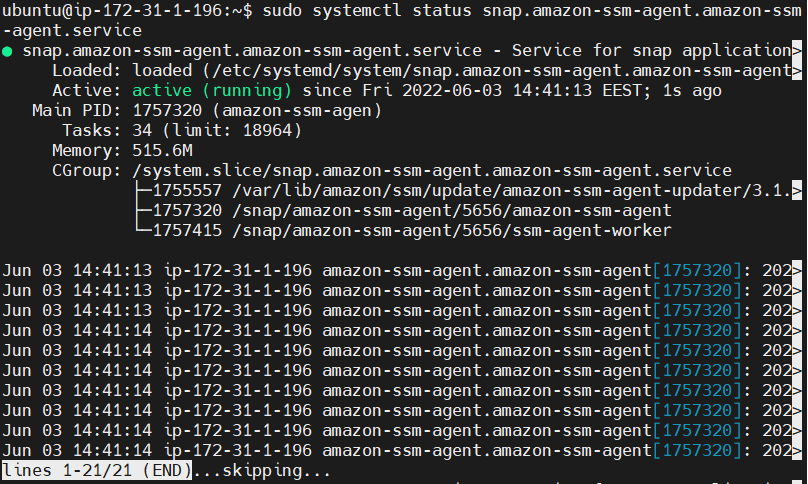 ubuntu@ip-172-31-1-196:~$ sudo systemctl status snap.amazon-ssm-agent.amazon-ssm
-agent.service
● snap.amazon-ssm-agent.amazon-ssm-agent.service - Service for snap application>
     Loaded: loaded (/etc/systemd/system/snap.amazon-ssm-agent.amazon-ssm-agent>
     Active: active (running) since Fri 2022-06-03 14:41:13 EEST; 1s ago
   Main PID: 1757320 (amazon-ssm-agen)
      Tasks: 34 (limit: 18964)
     Memory: 515.6M
     CGroup: /system.slice/snap.amazon-ssm-agent.amazon-ssm-agent.service
             ├─1755557 /var/lib/amazon/ssm/update/amazon-ssm-agent-updater/3.1.>
             ├─1757320 /snap/amazon-ssm-agent/5656/amazon-ssm-agent
             └─1757415 /snap/amazon-ssm-agent/5656/ssm-agent-worker
Jun 03 14:41:13 ip-172-31-1-196 amazon-ssm-agent.amazon-ssm-agent[1757320]: 202>
Jun 03 14:41:13 ip-172-31-1-196 amazon-ssm-agent.amazon-ssm-agent[1757320]: 202>
Jun 03 14:41:13 ip-172-31-1-196 amazon-ssm-agent.amazon-ssm-agent[1757320]: 202>
Jun 03 14:41:14 ip-172-31-1-196 amazon-ssm-agent.amazon-ssm-agent[1757320]: 202>
Jun 03 14:41:14 ip-172-31-1-196 amazon-ssm-agent.amazon-ssm-agent[1757320]: 202>
Jun 03 14:41:14 ip-172-31-1-196 amazon-ssm-agent.amazon-ssm-agent[1757320]: 202>
Jun 03 14:41:14 ip-172-31-1-196 amazon-ssm-agent.amazon-ssm-agent[1757320]: 202>
Jun 03 14:41:14 ip-172-31-1-196 amazon-ssm-agent.amazon-ssm-agent[1757320]: 202>
Jun 03 14:41:14 ip-172-31-1-196 amazon-ssm-agent.amazon-ssm-agent[1757320]: 202>
Jun 03 14:41:14 ip-172-31-1-196 amazon-ssm-agent.amazon-ssm-agent[1757320]: 202>
lines 1-21/21 (END)...skipping...